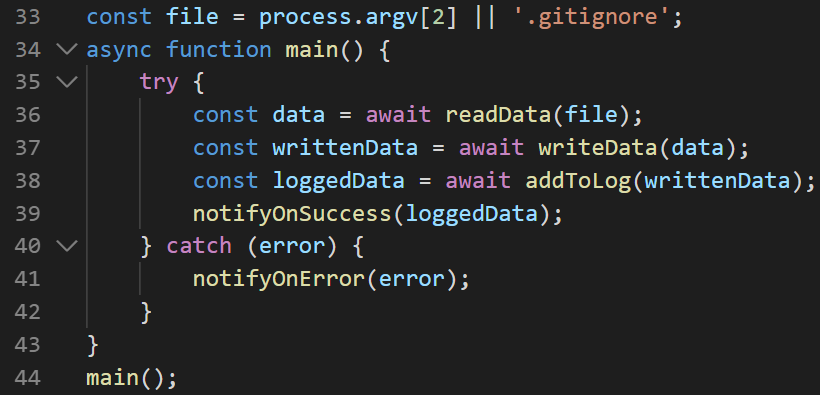 33 const file = process.argv[2] || '.gitignore';
34 async function main() {
35 try {
36 const data = await readData(file);
37 const writtenData = await writeData(data);
38 const loggedData = await addToLog(writtenData);
39 notifyOnSuccess(loggedData);
40 } catch (error) {
41 notifyOnError(error);
42 }
43 }
44 main();